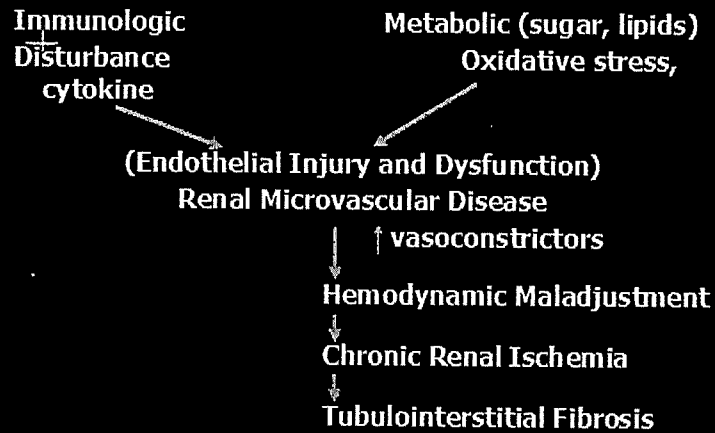 Immunologic
Disturbance
cytokine
Metabolic (sugar, lipids)
Oxidative stress,
(Endothelial Injury and Dysfunction)
Renal Microvascular Disease
↑ vasoconstrictors
Hemodynamic Maladjustment
Chronic Renal Ischemia
Tubulointerstitial Fibrosis